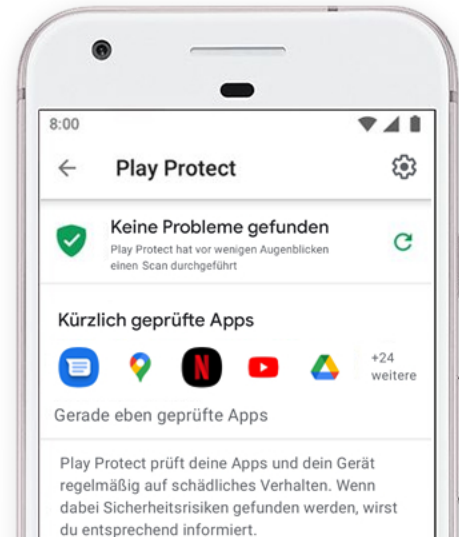 8:00
Play Protect
Keine Probleme gefunden
Play Protect hat vor wenigen Augenblicken
einen Scan durchgeführt
Kürzlich geprüfte Apps
N
+24
weitere
Gerade eben geprüfte Apps
Play Protect prüft deine Apps und dein Gerät
regelmäßig auf schädliches Verhalten. Wenn
dabei Sicherheitsrisiken gefunden werden, wirst
du entsprechend informiert.